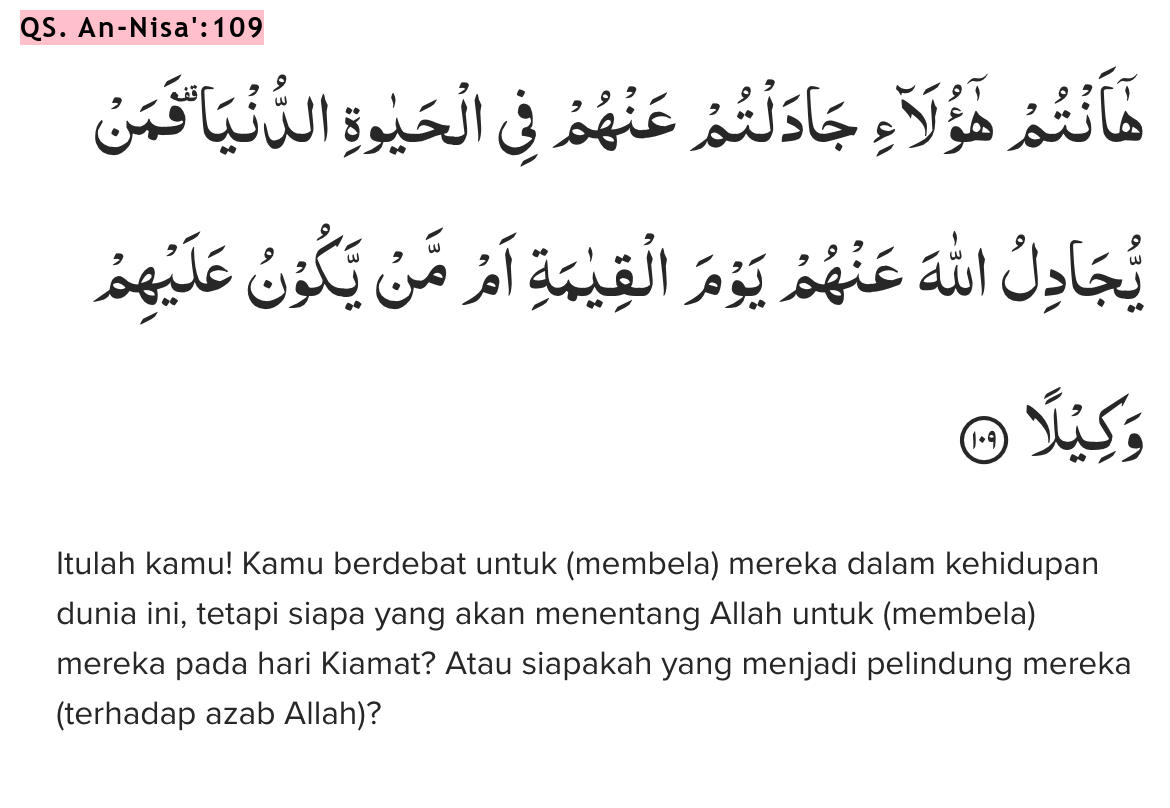 QS. An-Nisa':109
هٰٓاَنْتُمْ هٰٓؤُلَاۤءِ جَادَلْتُمْ عَنْهُمْ فِى الْحَيٰوةِ الدُّنْيَاۗ فَمَنْ
يُّجَادِلُ اللّٰهَ عَنْهُمْ يَوْمَ الْقِيٰمَةِ اَمْ مَّنْ يَّكُوْنُ عَلَيْهِمْ
وَكِيْلًا ١٠٩
Itulah kamu! Kamu berdebat untuk (membela) mereka dalam kehidupan
dunia ini, tetapi siapa yang akan menentang Allah untuk (membela)
mereka pada hari Kiamat? Atau siapakah yang menjadi pelindung mereka
(terhadap azab Allah)?